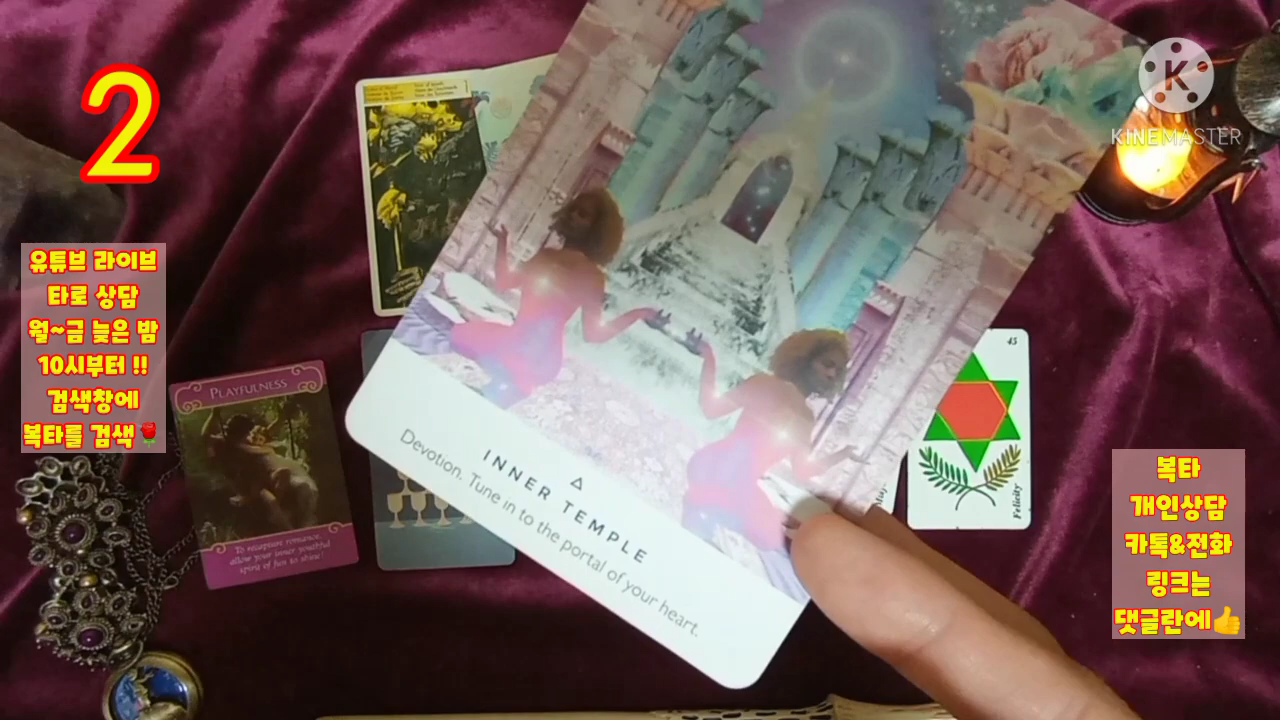 2
유튜브 라이브
타로 상담
월~금 늦은 밤
10시부터 !!
검색창에
복타를 검색🌹
KINEMASTER
PLAYFULNESS
To recapture romance,
allow your inner youthful
spirit of fun to shine!
INNER TEMPLE
Devotion. Tune in to the portal of your heart.
45
Felicity
복타
개인상담
카톡&전화
링크는
댓글란에👍